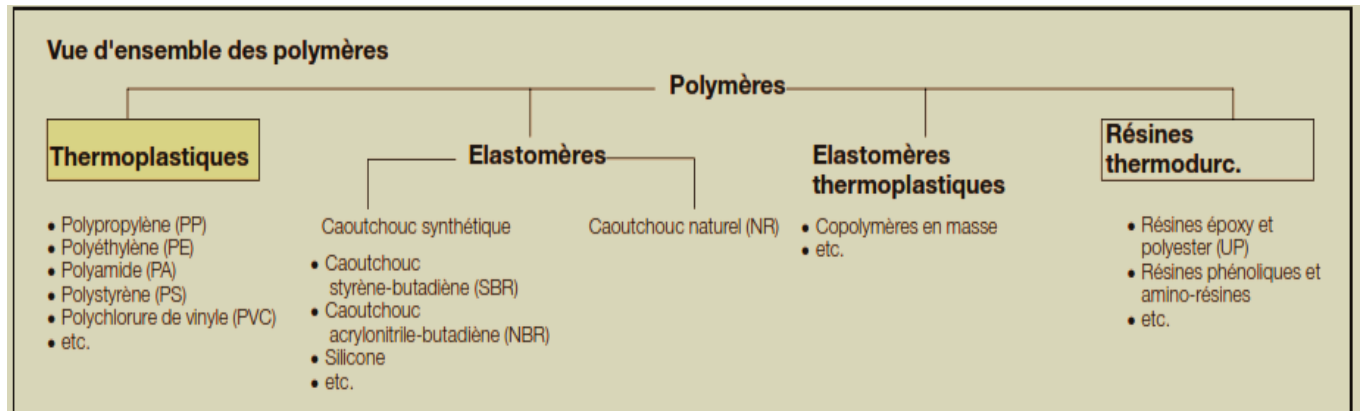 Vue d'ensemble des polymères
Polymères
Thermoplastiques
• Polypropylène (PP)
• Polyéthylène (PE)
• Polyamide (PA)
• Polystyrène (PS)
• Polychlorure de vinyle (PVC)
• etc.
Elastomères
Caoutchouc synthétique
• Caoutchouc
styrène-butadiène (SBR)
• Caoutchouc
acrylonitrile-butadiène (NBR)
• Silicone
• etc.
Caoutchouc naturel (NR)
Elastomères
thermoplastiques
• Copolymères en masse
• etc.
Résines
thermodurc.
• Résines époxy et
polyester (UP)
• Résines phénoliques et
amino-résines
• etc.